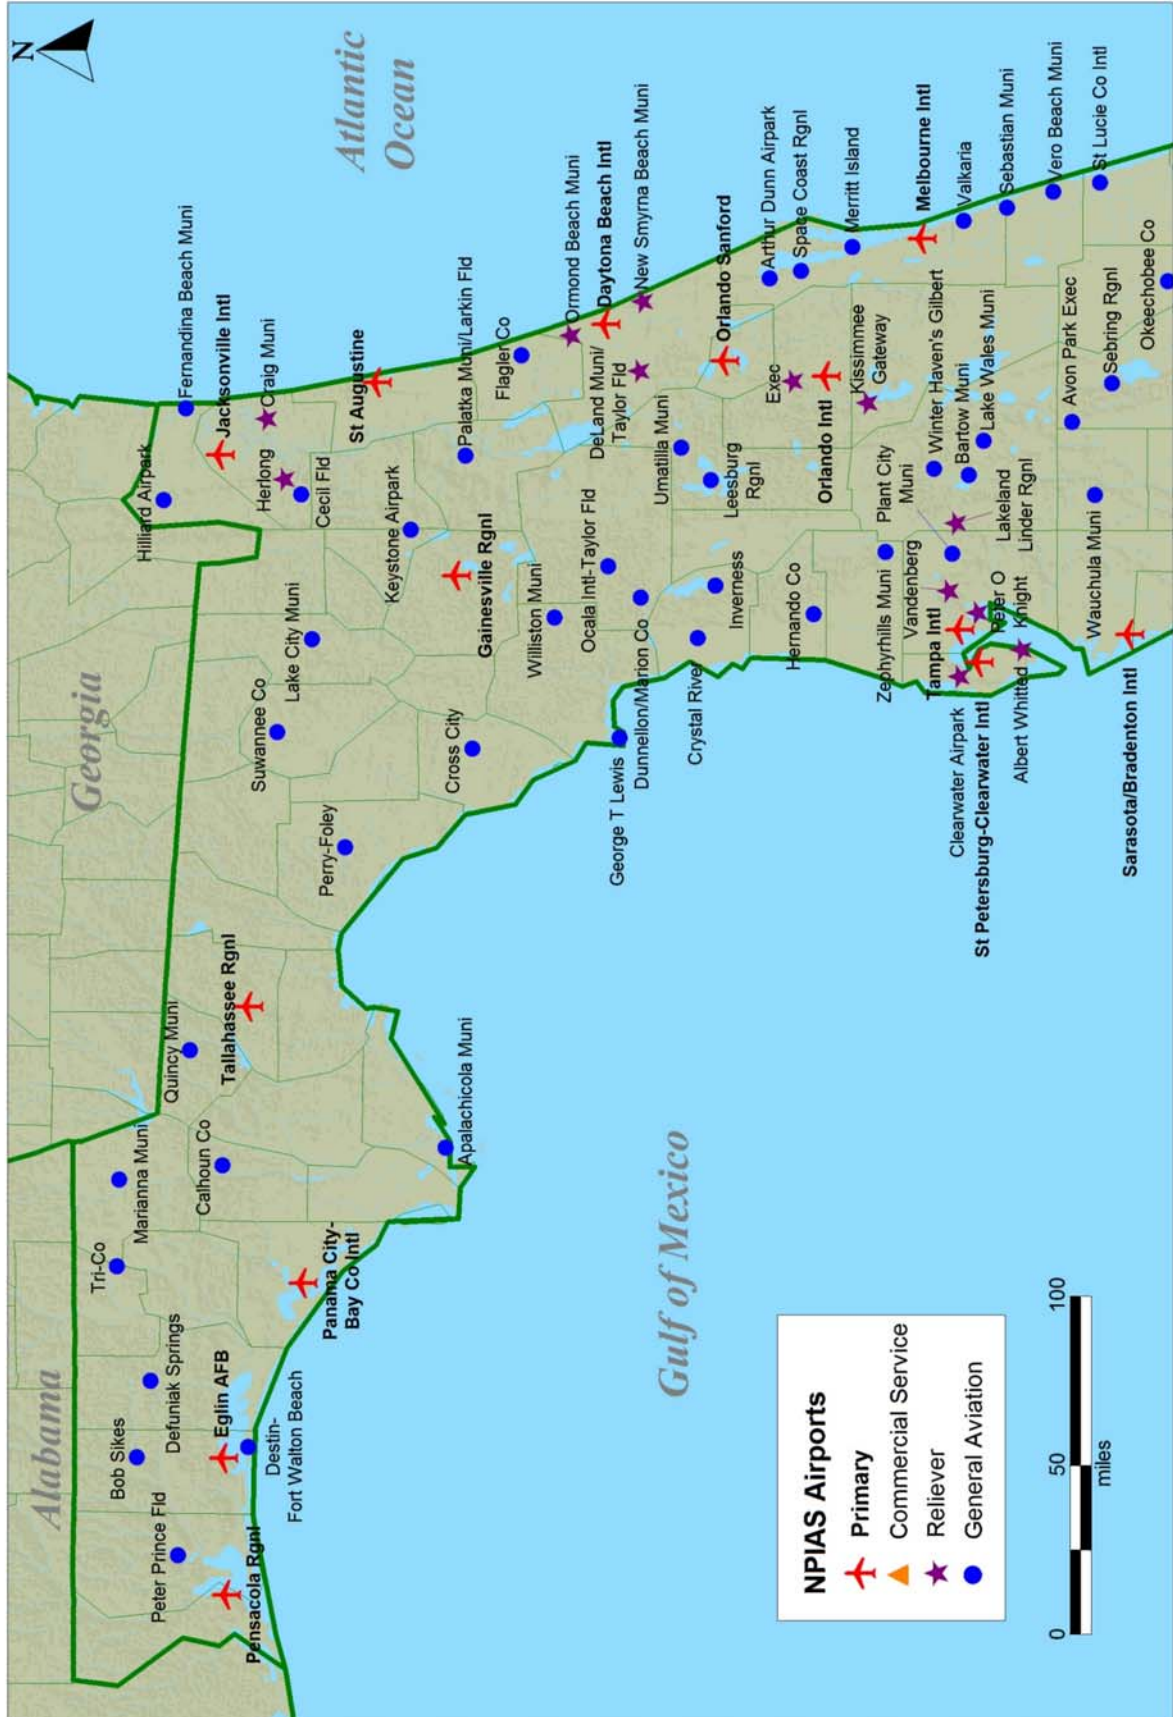 N
Alabama
Georgia
Atlantic
Ocean
Gulf of Mexico
Hilliard Airpark
Fernandina Beach Muni
Jacksonville Intl
Craig Muni
Herlong
Cecil Fld
Marianna Muni
Tri-Co
Quincy Muni
Bob Sikes
Defuniak Springs
Peter Prince Fld
Calhoun Co
Tallahassee Rgnl
Suwannee Co
Lake City Muni
Eglin AFB
Pensacola Rgnl
Destin-
Fort Walton Beach
Panama City-
Bay Co Intl
Perry-Foley
St Augustine
Keystone Airpark
Palatka Muni/Larkin Fld
Gainesville Rgnl
Apalachicola Muni
Cross City
Flagler Co
Williston Muni
Ormond Beach Muni
Daytona Beach Intl
Ocala Intl-Taylor Fld
George T Lewis
DeLand Muni/
Taylor Fld
New Smyrna Beach Muni
Dunnellon/Marion Co
Umatilla Muni
Crystal River
Leesburg
Rgnl
Orlando Sanford
Inverness
Arthur Dunn Airpark
Exec
Space Coast Rgnl
Hernando Co
Orlando Intl
Merritt Island
Kissimmee
Gateway
Zephyrhills Muni
Plant City
Muni
Melbourne Intl
Vandenberg
Winter Haven's Gilbert
Tampa Intl
Bartow Muni
Valkaria
Clearwater Airpark
Lake Wales Muni
St Petersburg-Clearwater Intl
Peter O
Knight
Lakeland
Linder Rgnl
Sebastian Muni
Albert Whitted
Vero Beach Muni
Avon Park Exec
Wauchula Muni
St Lucie Co Intl
Sebring Rgnl
Sarasota/Bradenton Intl
Okeechobee Co
NPIAS Airports
Primary
Commercial Service
Reliever
General Aviation
0 50 100
miles